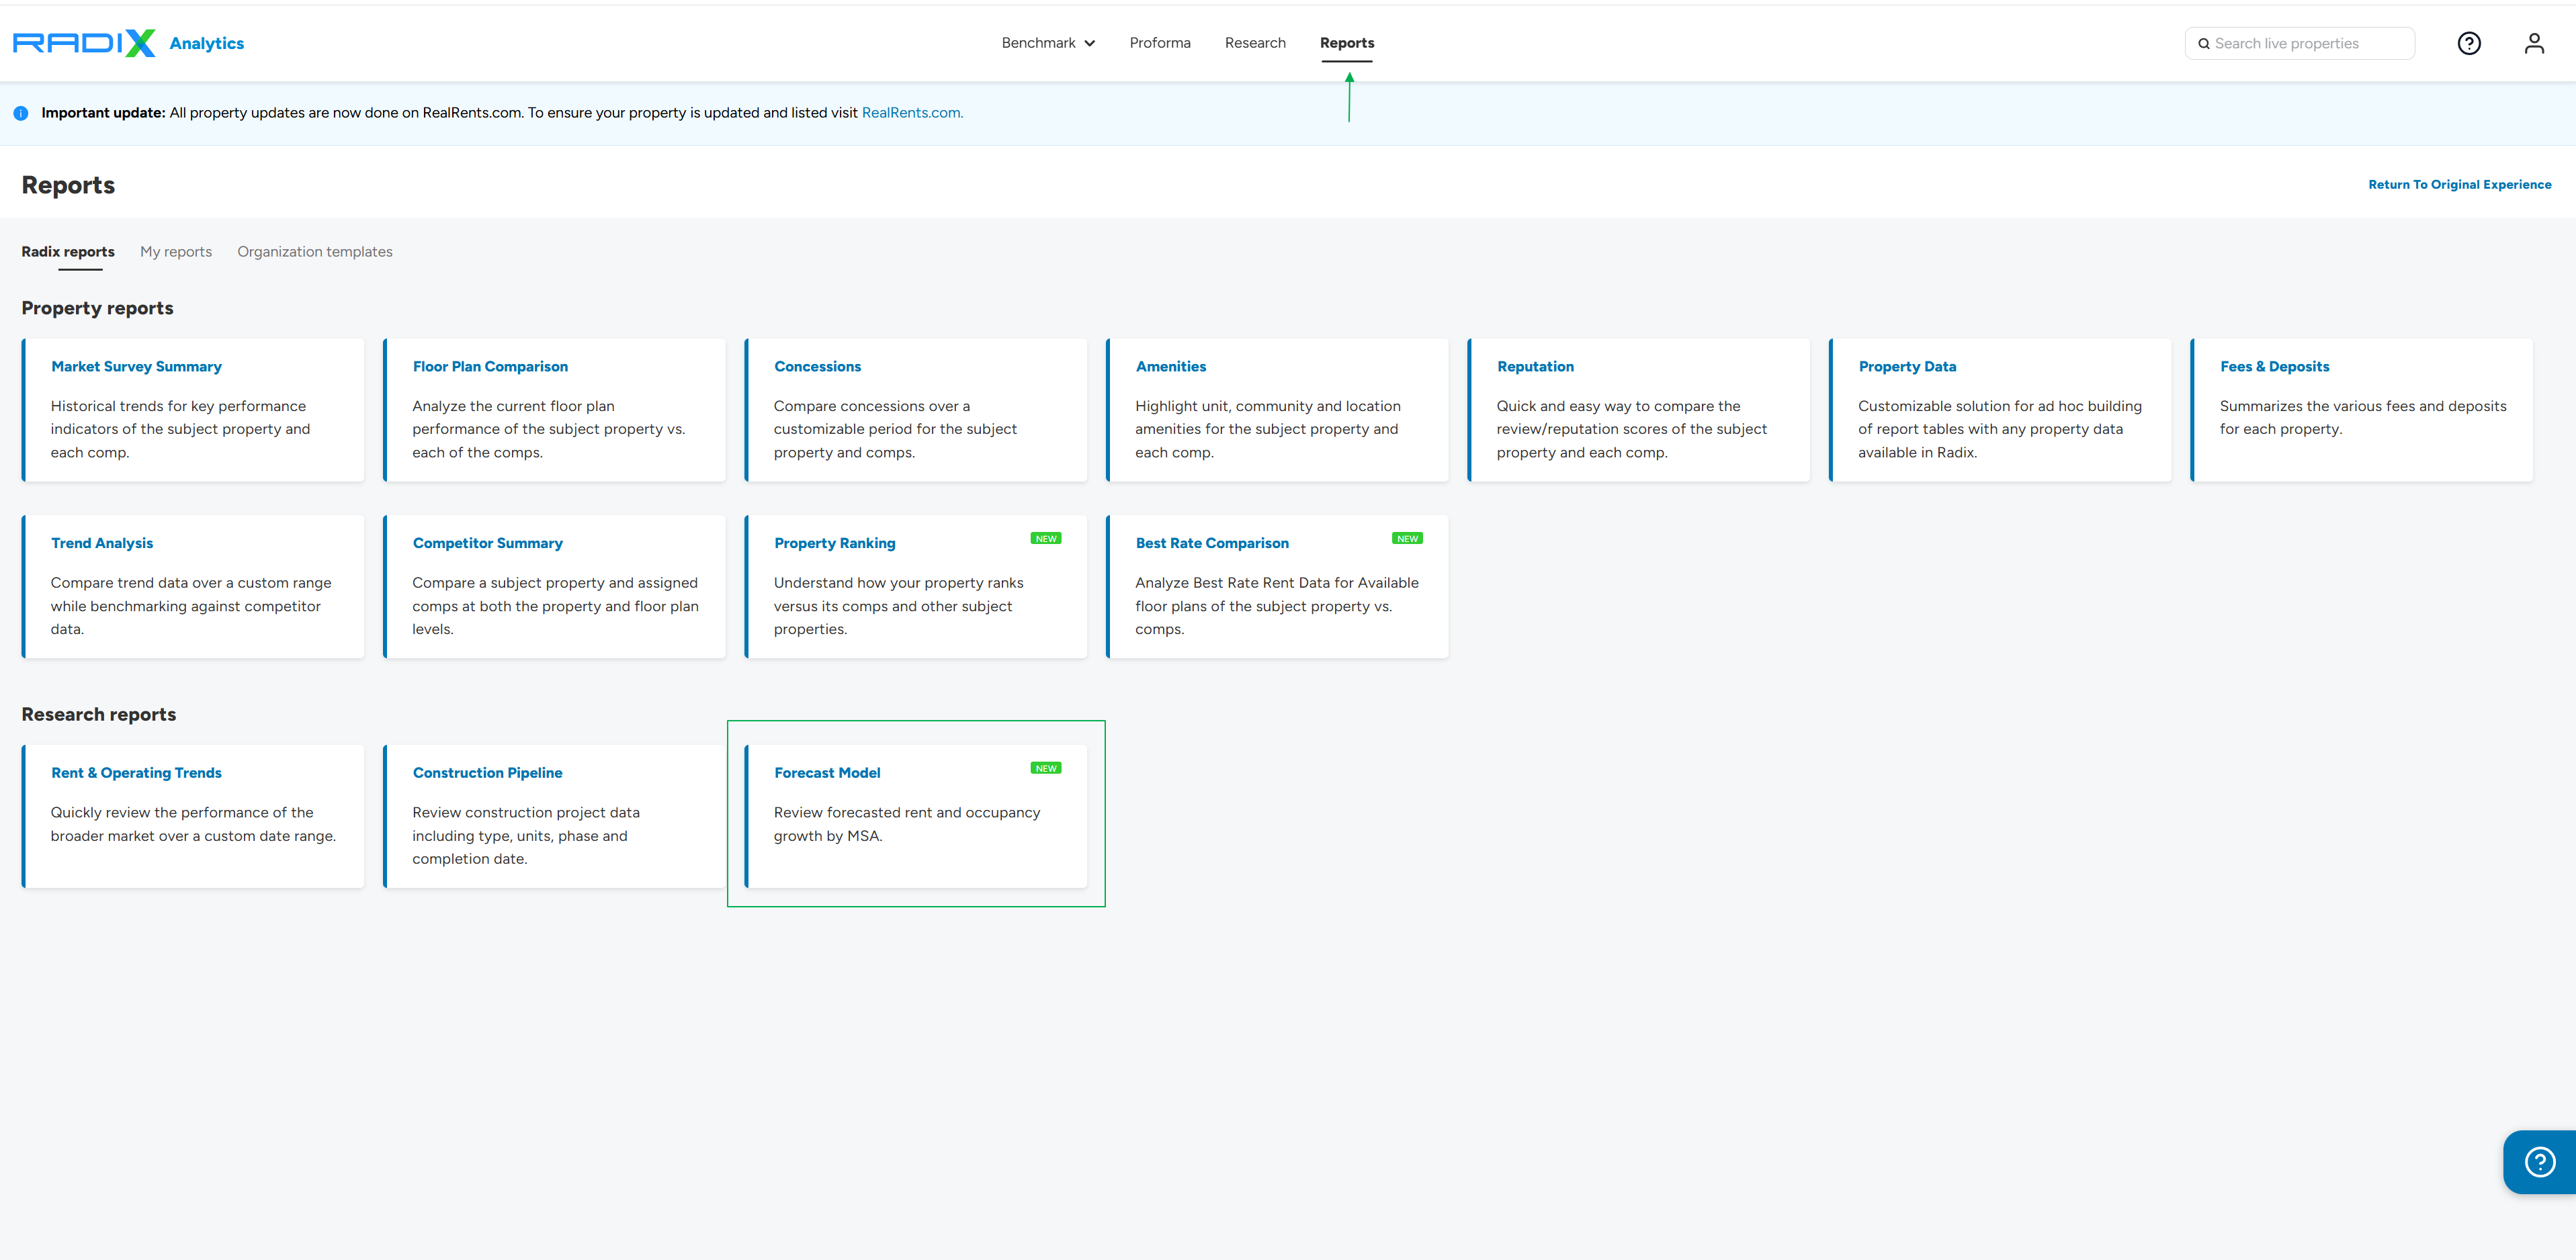 RADIX Analytics
Benchmark Proforma Research Reports
Search live properties
Important update: All property updates are now done on RealRents.com. To ensure your property is updated and listed visit RealRents.com.
Reports
Return To Original Experience
Radix reports My reports Organization templates
Property reports
Market Survey Summary
Historical trends for key performance
indicators of the subject property and
each comp.
Floor Plan Comparison
Analyze the current floor plan
performance of the subject property vs.
each of the comps.
Concessions
Compare concessions over a
customizable period for the subject
property and comps.
Amenities
Highlight unit, community and location
amenities for the subject property and
each comp.
Reputation
Quick and easy way to compare the
review/reputation scores of the subject
property and each comp.
Property Data
Customizable solution for ad hoc building
of report tables with any property data
available in Radix.
Fees & Deposits
Summarizes the various fees and deposits
for each property.
Trend Analysis
Compare trend data over a custom range
while benchmarking against competitor
data.
Competitor Summary
Compare a subject property and assigned
comps at both the property and floor plan
levels.
Property Ranking NEW
Understand how your property ranks
versus its comps and other subject
properties.
Best Rate Comparison NEW
Analyze Best Rate Rent Data for Available
floor plans of the subject property vs.
comps.
Research reports
Rent & Operating Trends
Quickly review the performance of the
broader market over a custom date range.
Construction Pipeline
Review construction project data
including type, units, phase and
completion date.
Forecast Model NEW
Review forecasted rent and occupancy
growth by MSA.